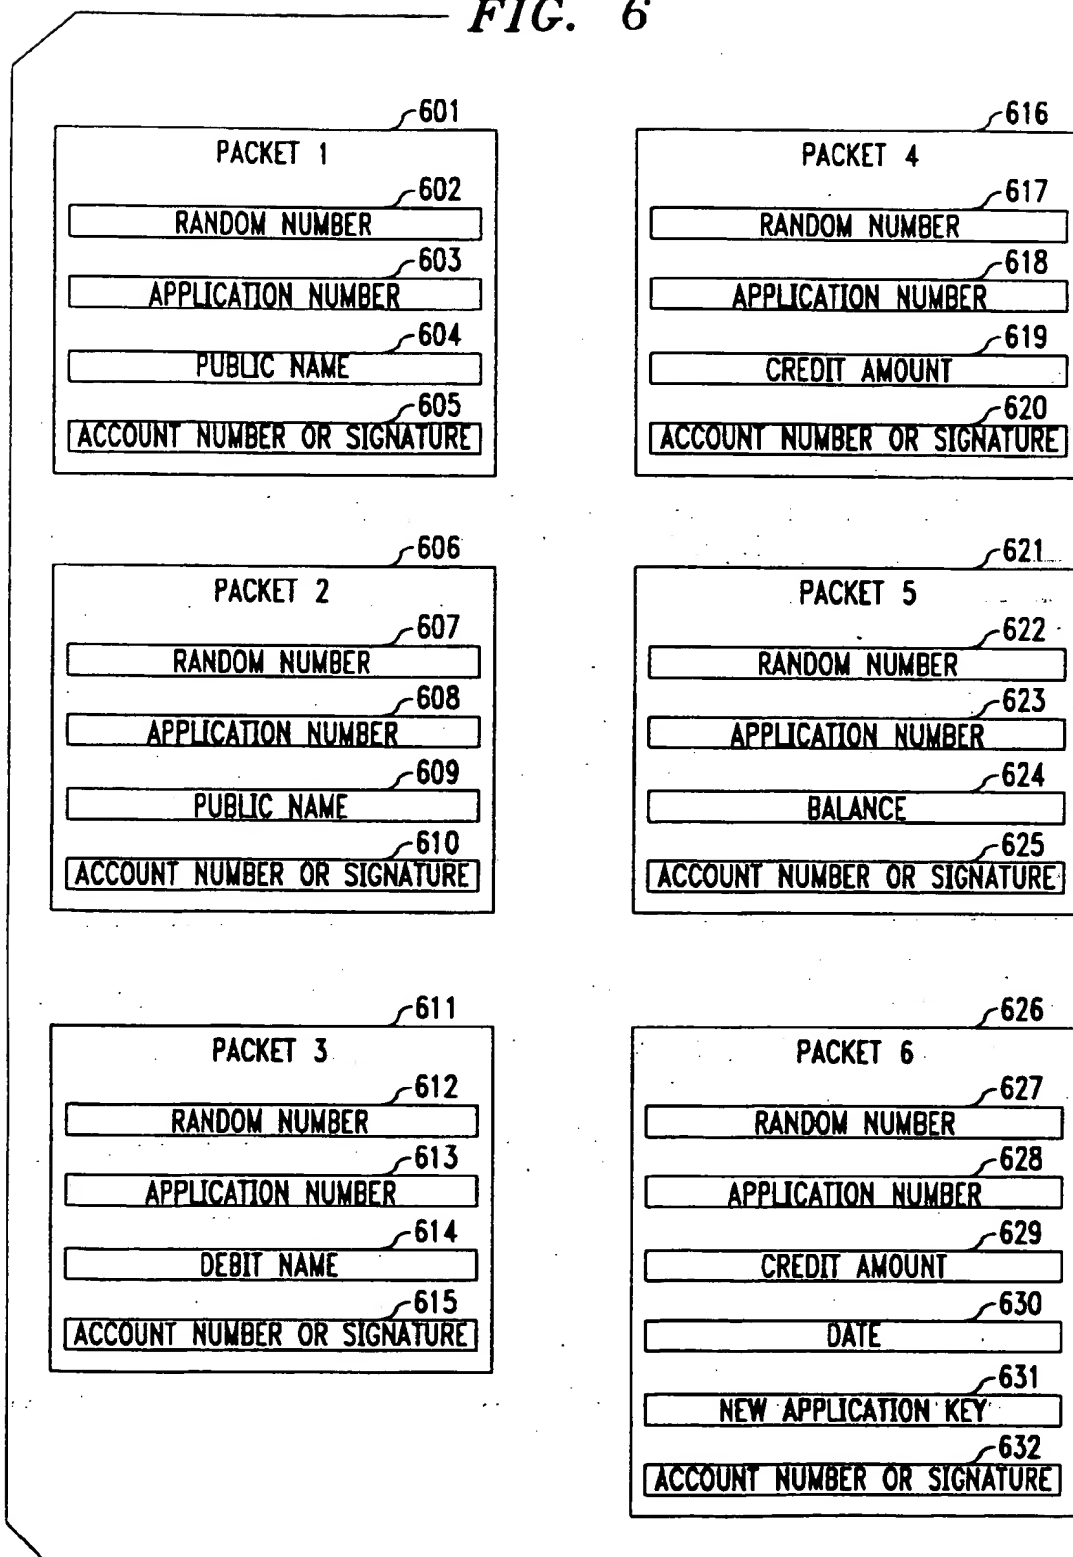 FIG. 6
601
PACKET 1
602
RANDOM NUMBER
603
APPLICATION NUMBER
604
PUBLIC NAME
605
ACCOUNT NUMBER OR SIGNATURE
606
PACKET 2
607
RANDOM NUMBER
608
APPLICATION NUMBER
609
PUBLIC NAME
610
ACCOUNT NUMBER OR SIGNATURE
611
PACKET 3
612
RANDOM NUMBER
613
APPLICATION NUMBER
614
DEBIT NAME
615
ACCOUNT NUMBER OR SIGNATURE
616
PACKET 4
617
RANDOM NUMBER
618
APPLICATION NUMBER
619
CREDIT AMOUNT
620
ACCOUNT NUMBER OR SIGNATURE
621
PACKET 5
622
RANDOM NUMBER
623
APPLICATION NUMBER
624
BALANCE
625
ACCOUNT NUMBER OR SIGNATURE
626
PACKET 6
627
RANDOM NUMBER
628
APPLICATION NUMBER
629
CREDIT AMOUNT
630
DATE
631
NEW APPLICATION KEY
632
ACCOUNT NUMBER OR SIGNATURE